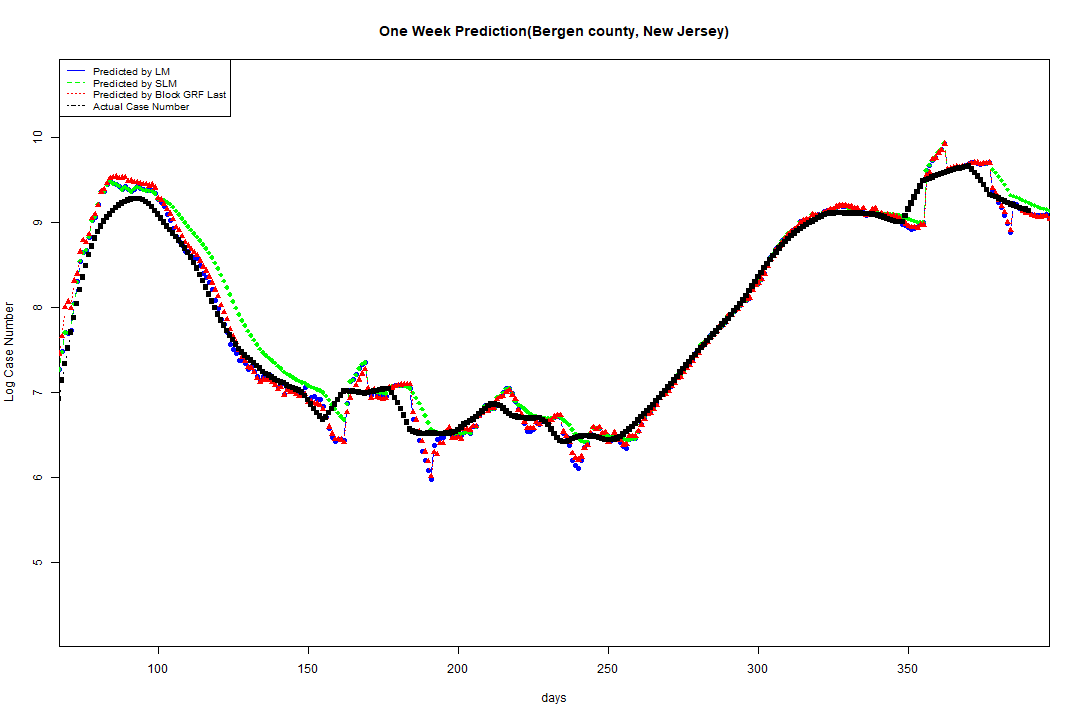 One Week Prediction(Bergen county, New Jersey)
Predicted by LM
Predicted by SLM
Predicted by Block GRF Last
Actual Case Number
Log Case Number
10
9
8
7
6
5
100 150 200 250 300 350
days